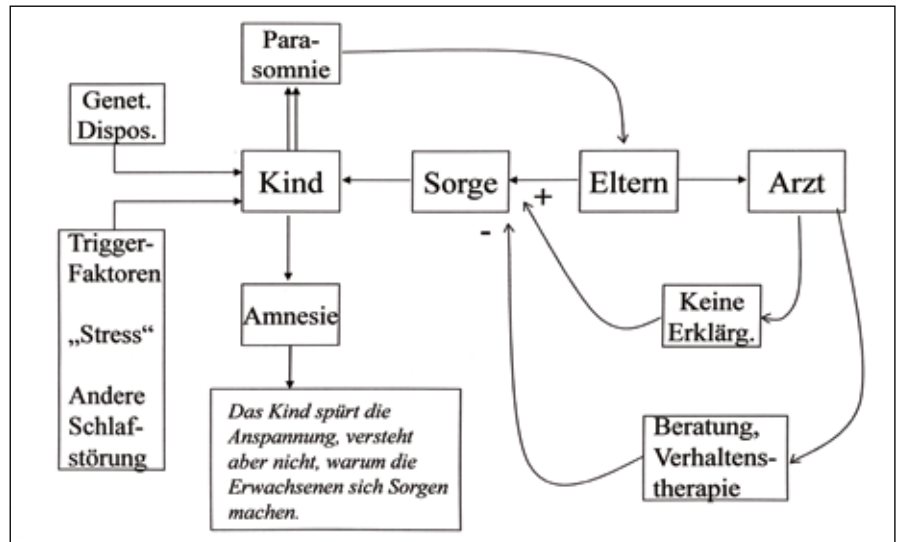 Para-
somnie
Genet.
Dispos.
Kind
Sorge
Eltern
Arzt
+
-
Trigger-
Faktoren
„Stress“
Andere
Schlaf-
störung
Amnesie
Keine
Erklärg.
Das Kind spürt die
Anspannung, versteht
aber nicht, warum die
Erwachsenen sich Sorgen
machen.
Beratung,
Verhaltens-
therapie